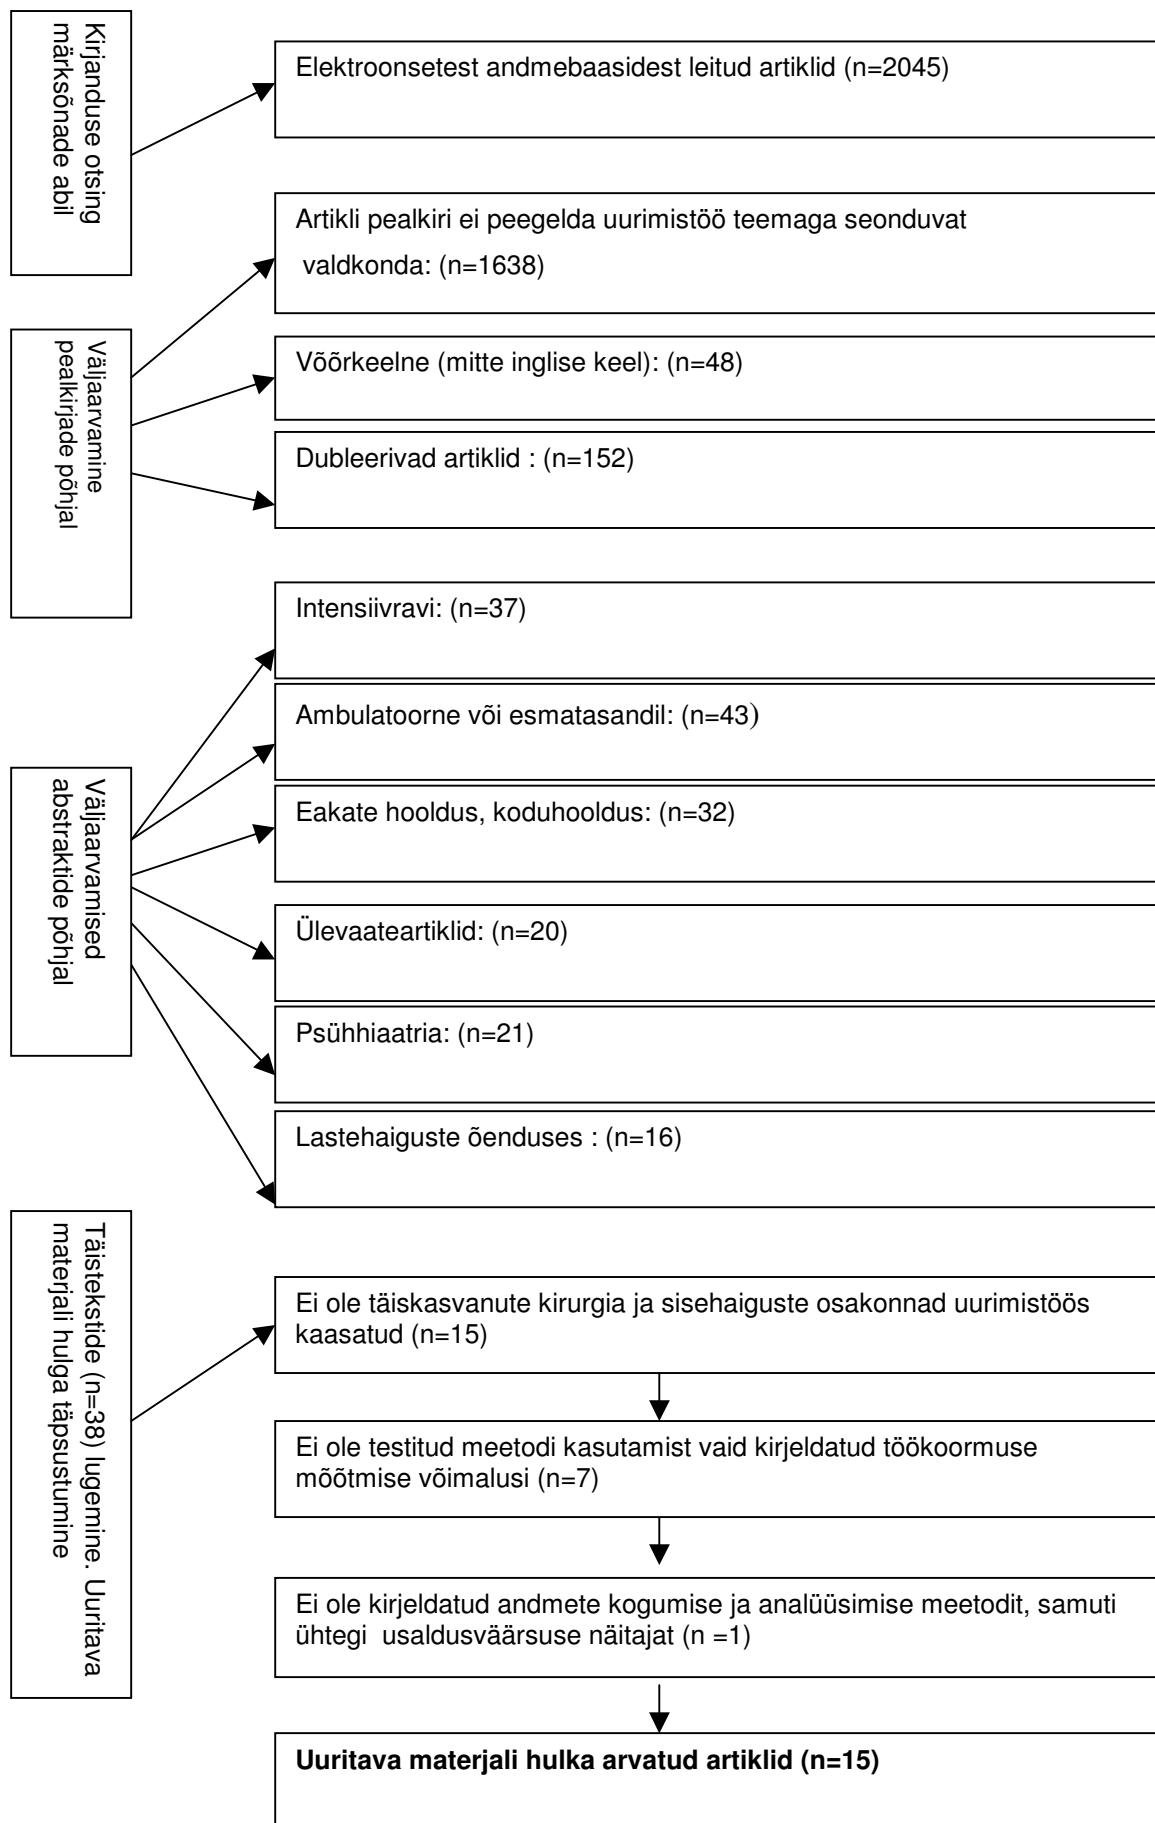 Kirjanduse otsing
märksõnade abil
Elektroonsetest andmebaasidest leitud artiklid (n=2045)
Väljaarvamine
pealkirjade põhjal
Artikli pealkiri ei peegelda uurimistöö teemaga seonduvat
valdkonda: (n=1638)
Võõrkeelne (mitte inglise keel): (n=48)
Dubleerivad artiklid : (n=152)
Väljaarvamised
abstraktide põhjal
Intensiivravi: (n=37)
Ambulatoorne või esmatasandil: (n=43)
Eakate hooldus, koduhooldus: (n=32)
Ülevaateartiklid: (n=20)
Psühhiaatria: (n=21)
Lastehaiguste õenduses : (n=16)
Täistekstide (n=38) lugemine. Uuritava
materjali hulga täpsustumine
Ei ole täiskasvanute kirurgia ja sisehaiguste osakonnad uurimistöös
kaasatud (n=15)
Ei ole testitud meetodi kasutamist vaid kirjeldatud töökoormuse
mõõtmise võimalusi (n=7)
Ei ole kirjeldatud andmete kogumise ja analüüsimise meetodit, samuti
ühtegi usaldusväärsuse näitajat (n =1)
Uuritava materjali hulka arvatud artiklid (n=15)